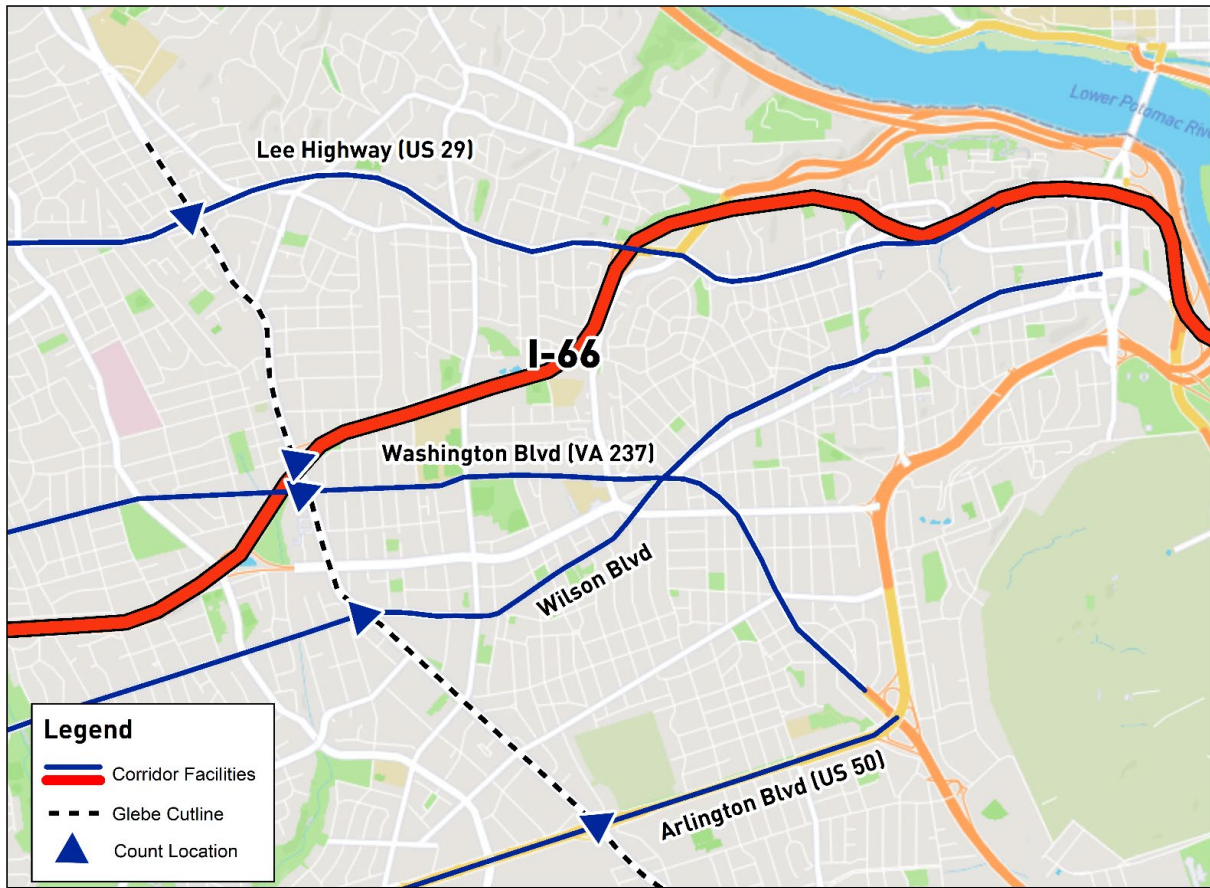 Lower Potomac River
Lee Highway (US 29)
I-66
Washington Blvd (VA 237)
Wilson Blvd
Arlington Blvd (US 50)
Legend
Corridor Facilities
Glebe Cutline
Count Location